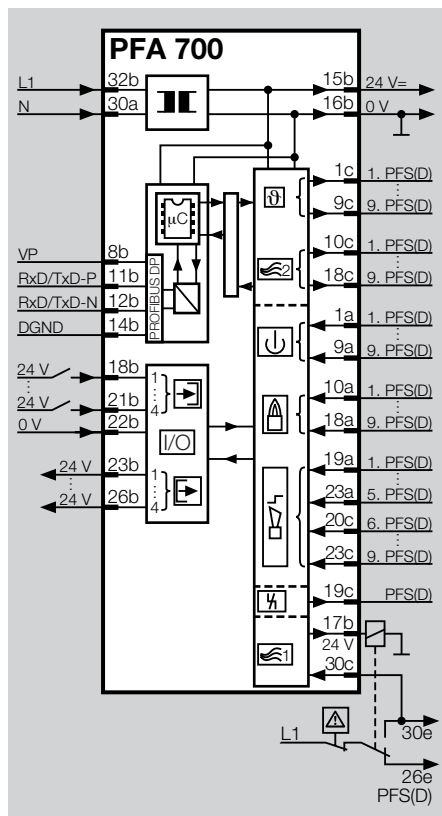 PFA 700
L1 32b 15b 24 V=
N 30a 16b 0 V
1c 1. PFS(D)
ϑ
µC
9c 9. PFS(D)
10c 1. PFS(D)
VP 8b
2
RxD/TxD-P 11b 18c 9. PFS(D)
RxD/TxD-N 12b
PROFIBUS DP
DGND 14b 1a 1. PFS(D)
9a 9. PFS(D)
24 V 18b 1
10a 1. PFS(D)
24 V 21b 4
0 V 22b 18a 9. PFS(D)
I/O
24 V 23b 1 19a 1. PFS(D)
24 V 26b 4 23a 5. PFS(D)
20c 6. PFS(D)
23c 9. PFS(D)
19c PFS(D)
17b
24 V
1
30c
L1 30e
26e
PFS(D)